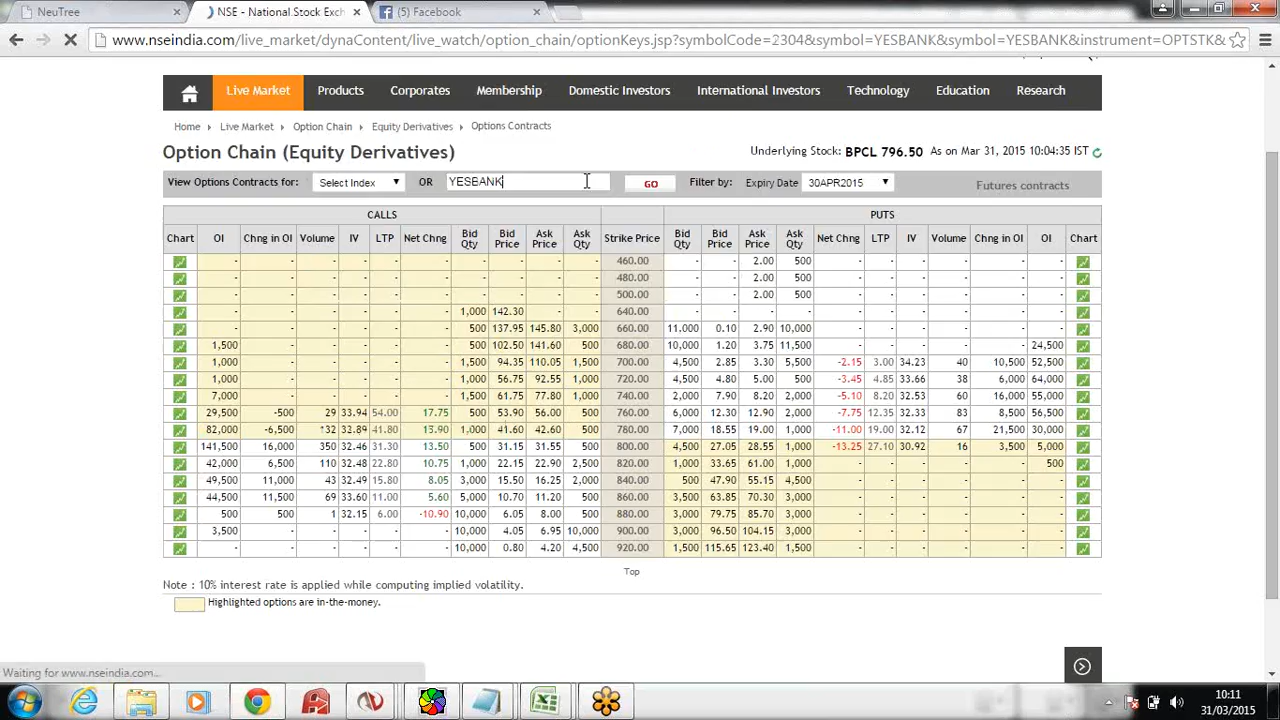 NeuTree
NSE - National Stock Exch
(5) Facebook
www.nseindia.com/live_market/dynaContent/live_watch/option_chain/optionKeys.jsp?symbolCode=2304&symbol=YESBANK&symbol=YESBANK&instrument=OPTSTK&
Live Market Products Corporates Membership Domestic Investors International Investors Technology Education Research
Home Live Market Option Chain Equity Derivatives Options Contracts
Option Chain (Equity Derivatives) Underlying Stock: BPCL 796.50 As on Mar 31, 2015 10:04:35 IST
View Options Contracts for: Select Index OR YESBANK GO Filter by: Expiry Date 30APR2015 Futures contracts
CALLS PUTS
Chart OI Chng in OI Volume IV LTP Net Chng Bid Qty Bid Price Ask Price Ask Qty Strike Price Bid Qty Bid Price Ask Price Ask Qty Net Chng LTP IV Volume Chng in OI OI Chart
- - - - - - - - - - 460.00 - - 2.00 500 - - - - - -
- - - - - - - - - - 480.00 - - 2.00 500 - - - - - -
- - - - - - - - - - 500.00 - - 2.00 500 - - - - - -
- - - - - - 1,000 142.30 - - 640.00 - - - - - - - - - -
- - - - - - 500 137.95 145.80 3,000 660.00 11,000 0.10 2.90 10,000 - - - - - -
1,500 - - - - - 500 102.50 141.60 500 680.00 10,000 1.20 3.75 11,500 - - - - - 24,500
1,000 - - - - - 1,500 94.35 110.05 1,500 700.00 4,500 2.85 3.30 5,500 -2.15 3.00 34.23 40 10,500 52,500
1,000 - - - - - 1,000 56.75 92.55 1,000 720.00 4,500 4.80 5.00 500 -3.45 4.85 33.66 38 6,000 64,000
7,000 - - - - - 1,500 61.75 77.80 1,000 740.00 2,000 7.90 8.20 2,000 -5.10 8.20 32.53 60 16,000 55,000
29,500 -500 29 33.94 54.00 17.75 500 53.90 56.00 500 760.00 6,000 12.30 12.90 2,000 -7.75 12.35 32.33 83 8,500 56,500
82,000 -6,500 132 32.89 41.80 13.90 1,000 41.60 42.60 500 780.00 7,000 18.55 19.00 1,000 -11.00 19.00 32.12 67 21,500 30,000
141,500 16,000 350 32.46 31.30 13.50 500 31.15 31.55 500 800.00 4,500 27.05 28.55 1,000 -13.25 27.10 30.92 16 3,500 5,000
42,000 6,500 110 32.48 22.80 10.75 1,000 22.15 22.90 2,500 820.00 1,000 33.65 61.00 1,000 - - - - - 500
49,500 11,000 43 32.49 15.80 8.05 3,000 15.50 16.25 2,000 840.00 500 47.90 55.15 4,500 - - - - - -
44,500 11,500 69 33.60 11.00 5.60 5,000 10.70 11.20 500 860.00 3,500 63.85 70.30 3,000 - - - - - -
500 500 1 32.15 6.00 -10.90 10,000 6.05 8.00 500 880.00 3,000 79.75 85.70 3,000 - - - - - -
3,500 - - - - - 10,000 4.05 6.95 10,000 900.00 3,000 96.50 104.15 3,000 - - - - - -
- - - - - - 10,000 0.80 4.20 4,500 920.00 1,500 115.65 123.40 1,500 - - - - - -
Top
Note : 10% interest rate is applied while computing implied volatility.
Highlighted options are in-the-money.
Waiting for www.nseindia.com...
10:11
31/03/2015